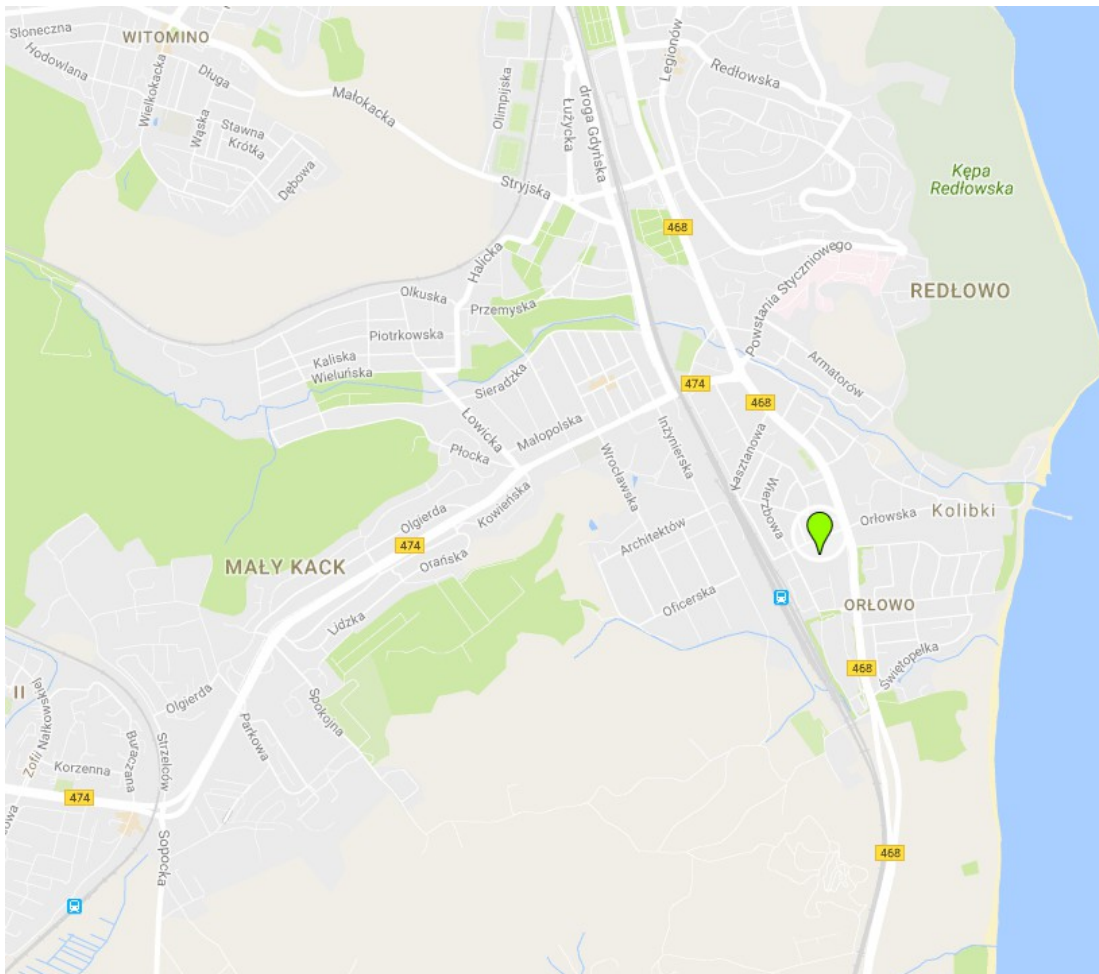 Słoneczna
WITOMINO
Hodowlana
Długa
Wielkokacka
Wąska
Stawna
Krótka
Dębowa
Małokacka
Olimpijska
Łużycka
droga Gdyńska
Legionów
Redłowska
Stryjska
Kępa
Redłowska
468
Halicka
Powstania Styczniowego
REDŁOWO
Olkuska
Przemyska
Piotrkowska
Kaliska
Wieluńska
Armatorów
Sieradzka
474
468
Łowicka
Małopolska
Płocka
Inżynierska
Kasztanowa
Wrocławska
Wierzbowa
Kowieńska
Olgierda
Orłowska
Kolibki
Architektów
474
Orańska
MAŁY KACK
Oficerska
ORŁOWO
Lidzka
468
Świętopełka
II
Olgierda
Spokojna
Zofii Nałkowskiej
Parkowa
Buraczana
Strzelców
Korzenna
474
owa
Sopocka
468